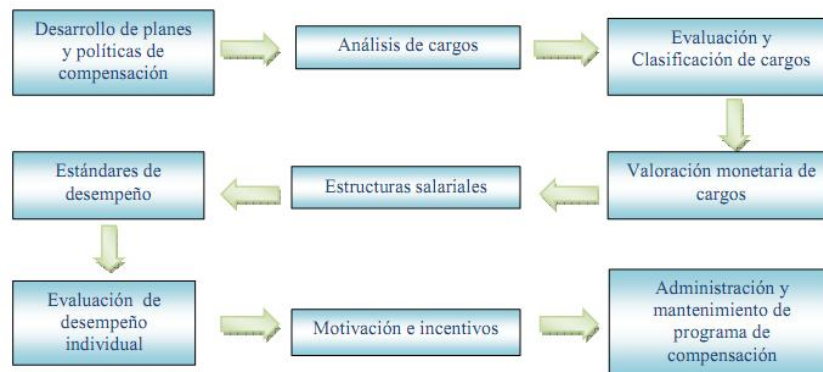 Desarrollo de planes
y políticas de
compensación
Análisis de cargos
Evaluación y
Clasificación de cargos
Valoración monetaria de
cargos
Estructuras salariales
Estándares de
desempeño
Evaluación de
desempeño
individual
Motivación e incentivos
Administración y
mantenimiento de
programa de
compensación